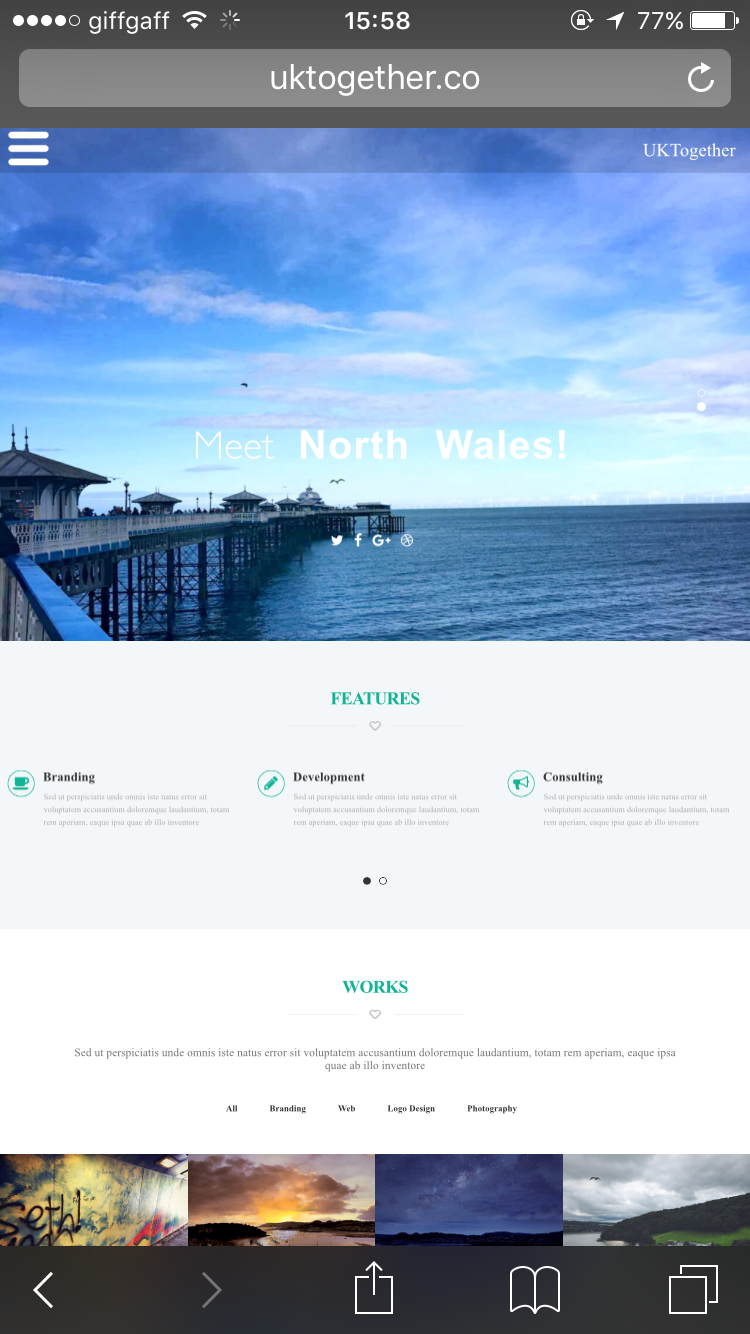 giffgaff 15:58 77%
uktogether.co
UKTogether
Meet North Wales!
FEATURES
Branding
Sed ut perspiciatis unde omnis iste natus error sit
voluptatem accusantium doloremque laudantium, totam
rem aperiam, eaque ipsa quae ab illo inventore
Development
Sed ut perspiciatis unde omnis iste natus error sit
voluptatem accusantium doloremque laudantium, totam
rem aperiam, eaque ipsa quae ab illo inventore
Consulting
Sed ut perspiciatis unde omnis iste natus error sit
voluptatem accusantium doloremque laudantium, totam
rem aperiam, eaque ipsa quae ab illo inventore
WORKS
Sed ut perspiciatis unde omnis iste natus error sit voluptatem accusantium doloremque laudantium, totam rem aperiam, eaque ipsa
quae ab illo inventore
All Branding Web Logo Design Photography